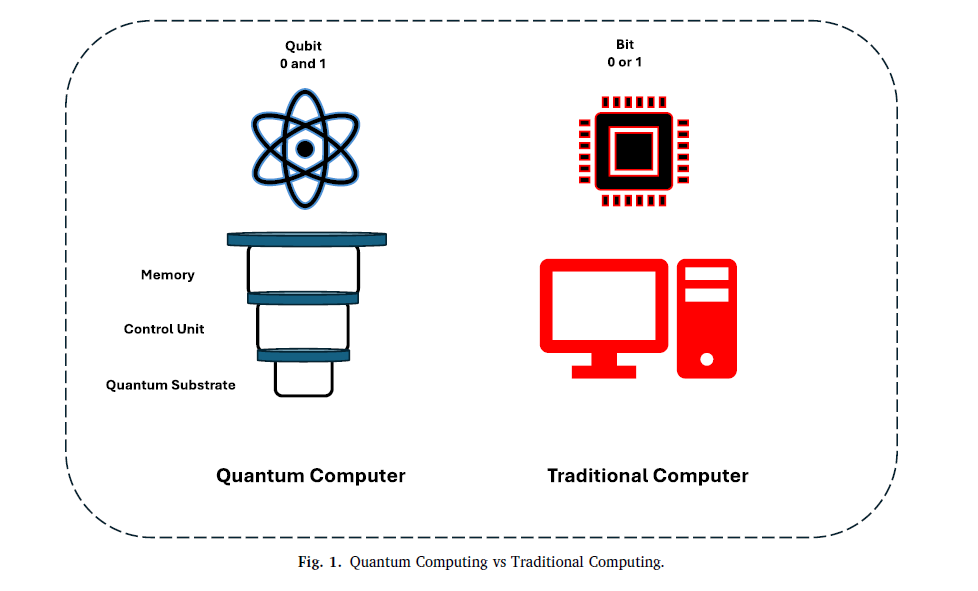 Qubit
0 and 1
Bit
0 or 1
Memory
Control Unit
Quantum Substrate
Quantum Computer
Traditional Computer
Fig. 1. Quantum Computing vs Traditional Computing.